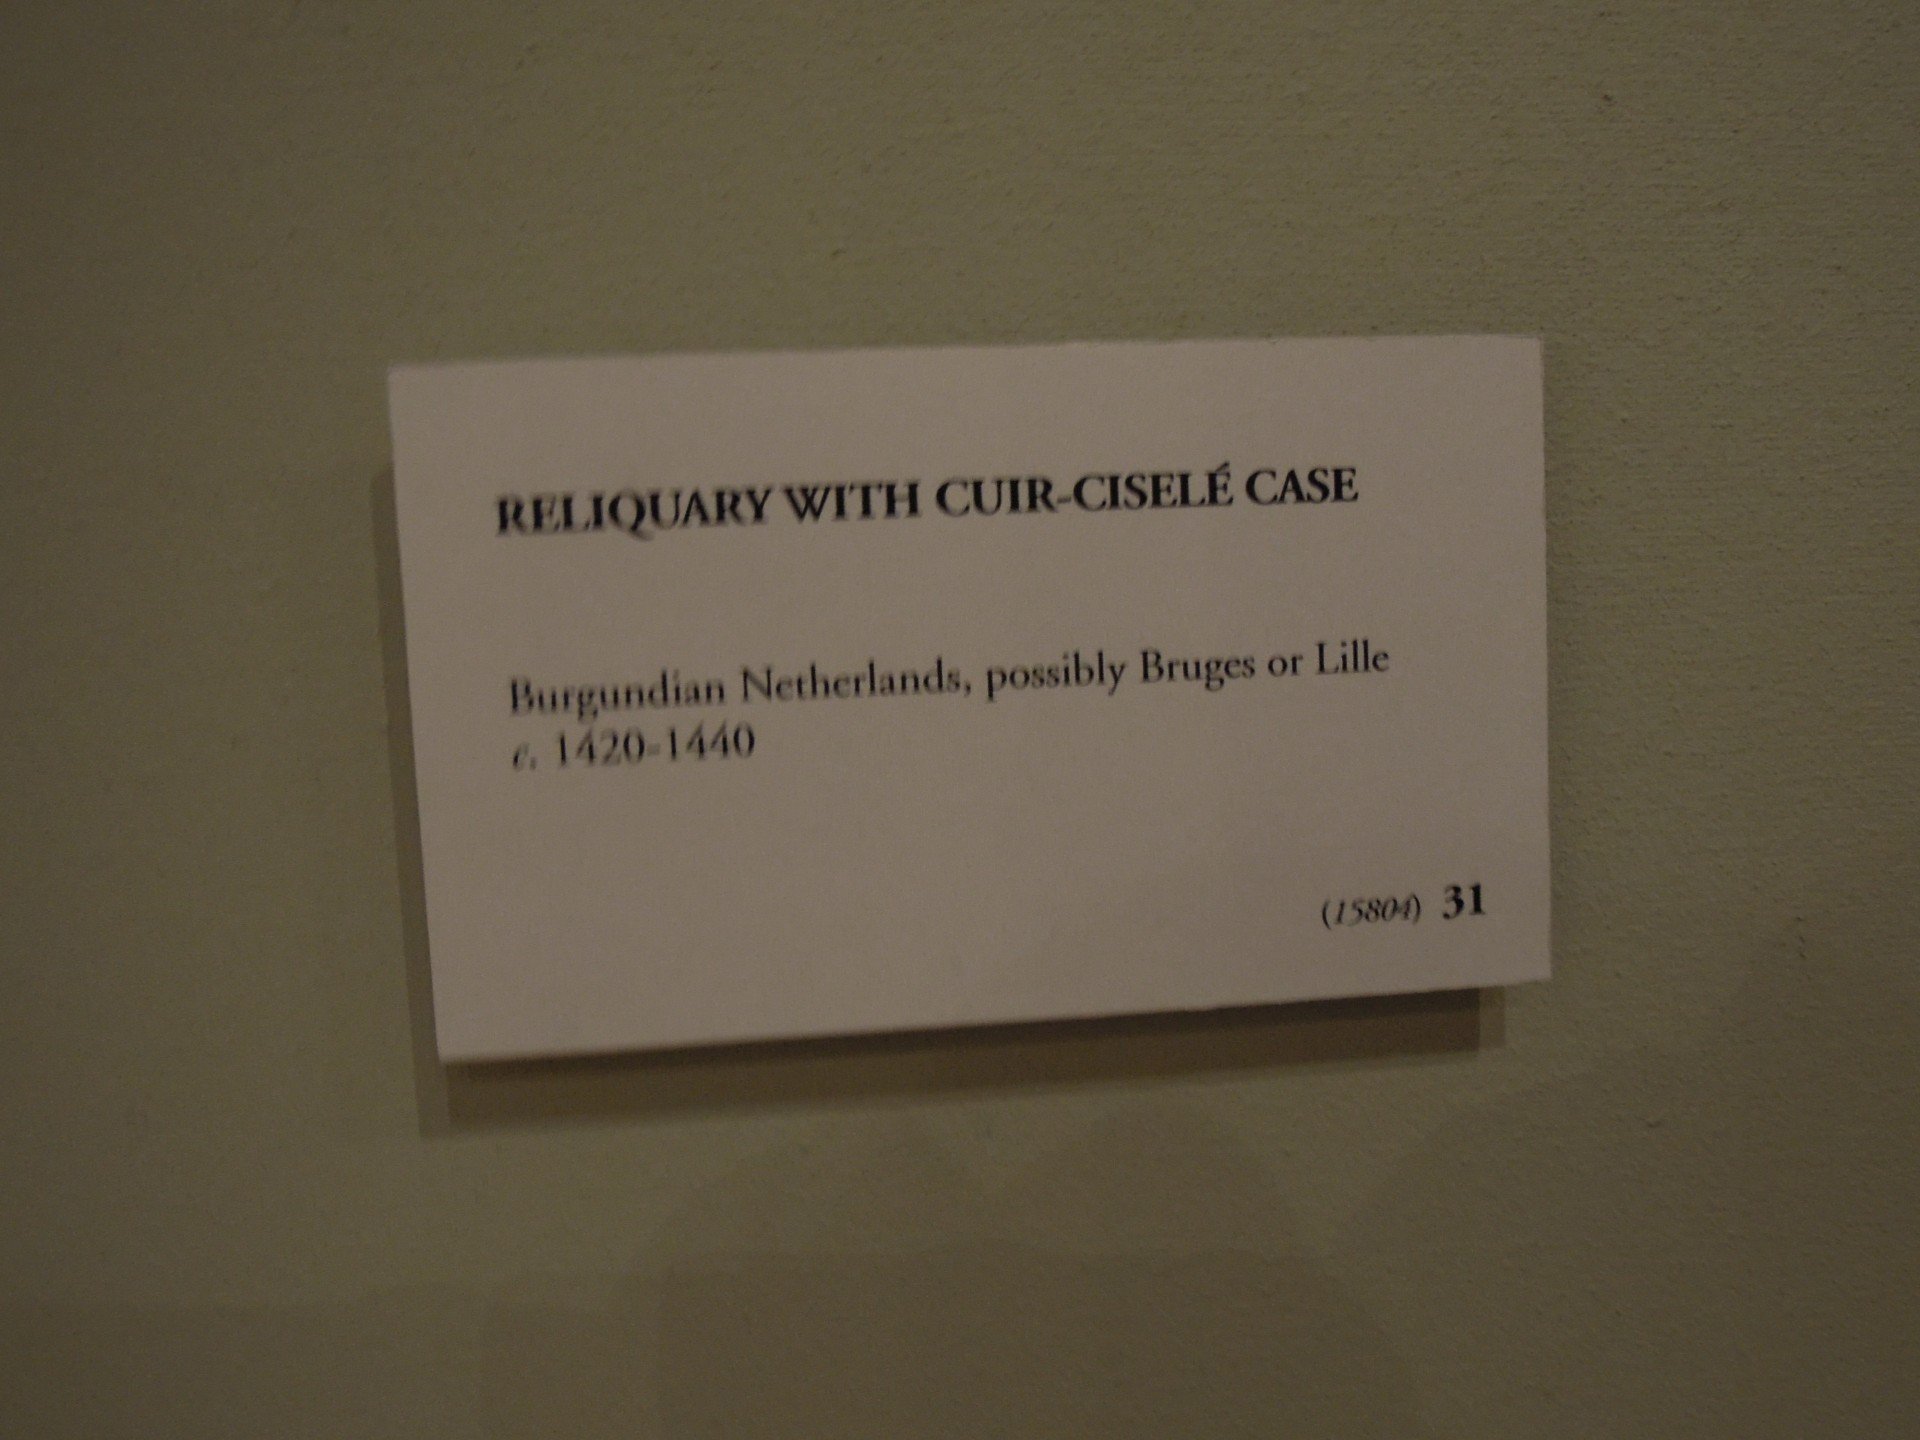 RELIQUARY WITH CUIR-CISELÉ CASE
Burgundian Netherlands, possibly Bruges or Lille
c. 1420-1440
(15804) 31